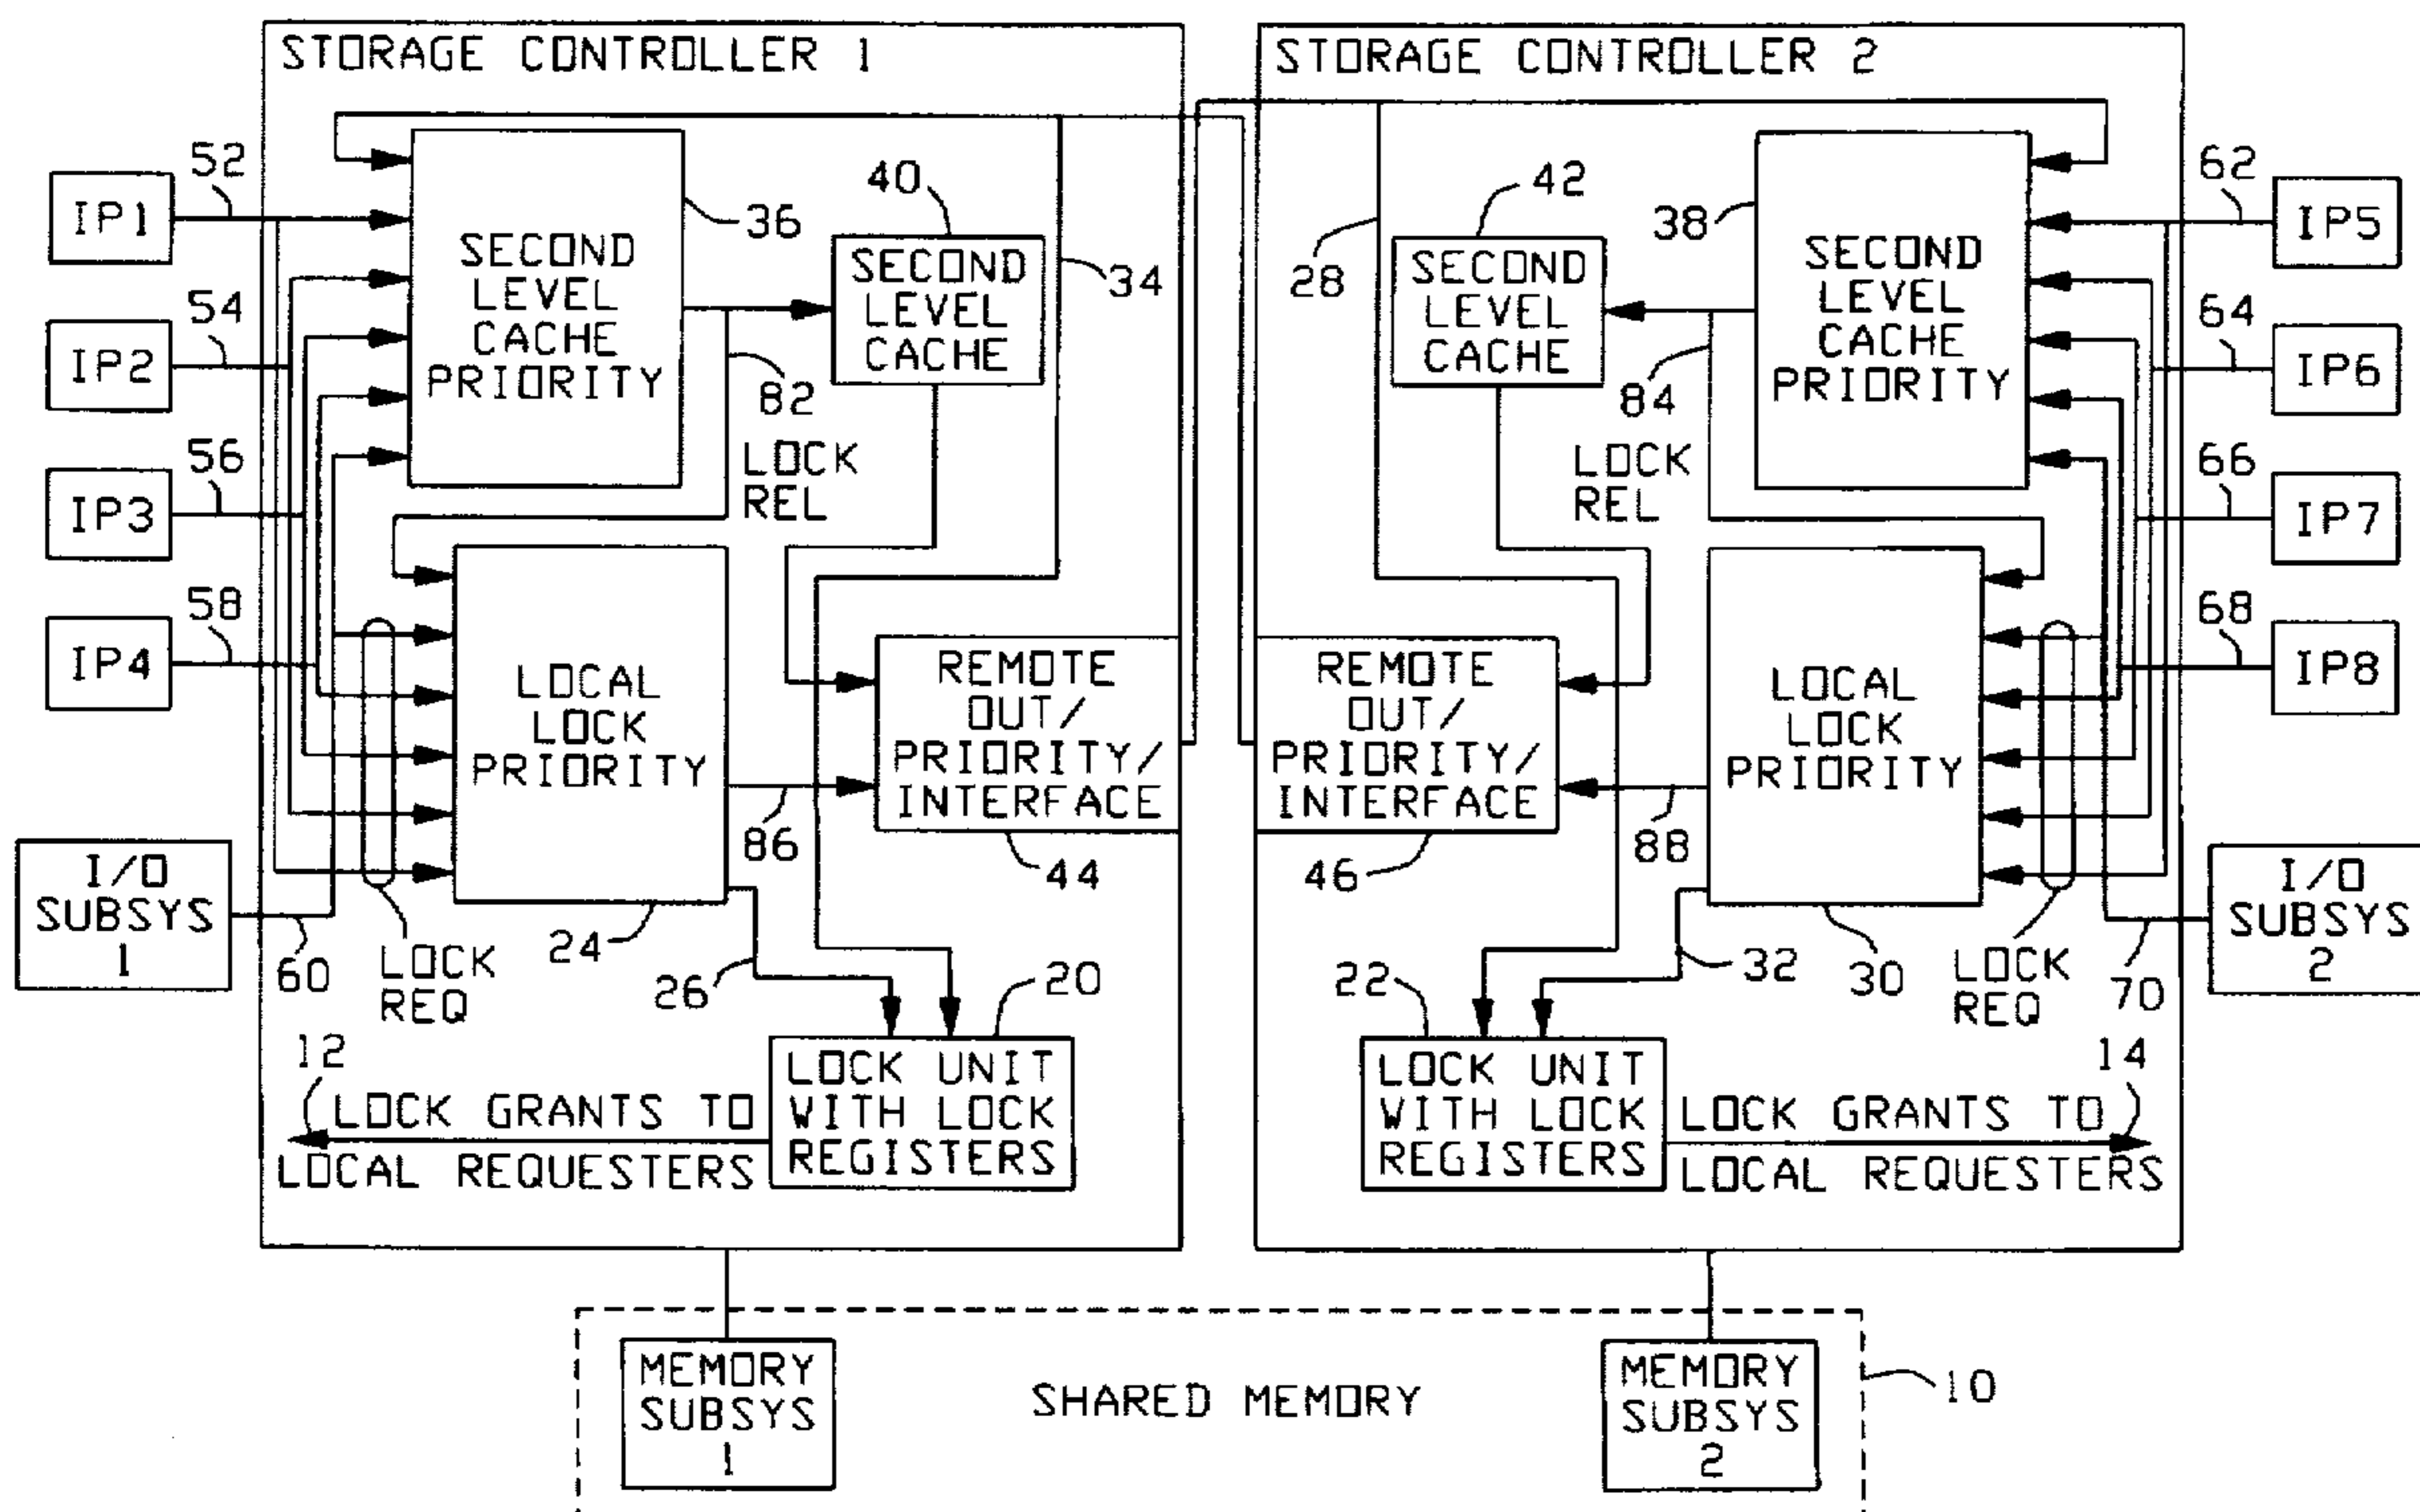 STORAGE CONTROLLER 1
STORAGE CONTROLLER 2
52
IP1
54
IP2
56
IP3
58
IP4
I/O
SUBSYS
1
60
SECOND
LEVEL
CACHE
PRIORITY
36
40
SECOND
LEVEL
CACHE
34
82
LOCK
REL
LOCAL
LOCK
PRIORITY
24
LOCK
REQ
86
REMOTE
OUT/
PRIORITY/
INTERFACE
44
26
20
LOCK UNIT
WITH LOCK
REGISTERS
12
LOCK GRANTS TO
LOCAL REQUESTERS
28
42
SECOND
LEVEL
CACHE
38
SECOND
LEVEL
CACHE
PRIORITY
84
LOCK
REL
REMOTE
OUT/
PRIORITY/
INTERFACE
46
88
LOCAL
LOCK
PRIORITY
30
32
LOCK
REQ
22
LOCK UNIT
WITH LOCK
REGISTERS
14
LOCK GRANTS TO
LOCAL REQUESTERS
62
IP5
64
IP6
66
IP7
68
IP8
I/O
SUBSYS
2
70
MEMORY
SUBSYS
1
SHARED MEMORY
MEMORY
SUBSYS
2
10